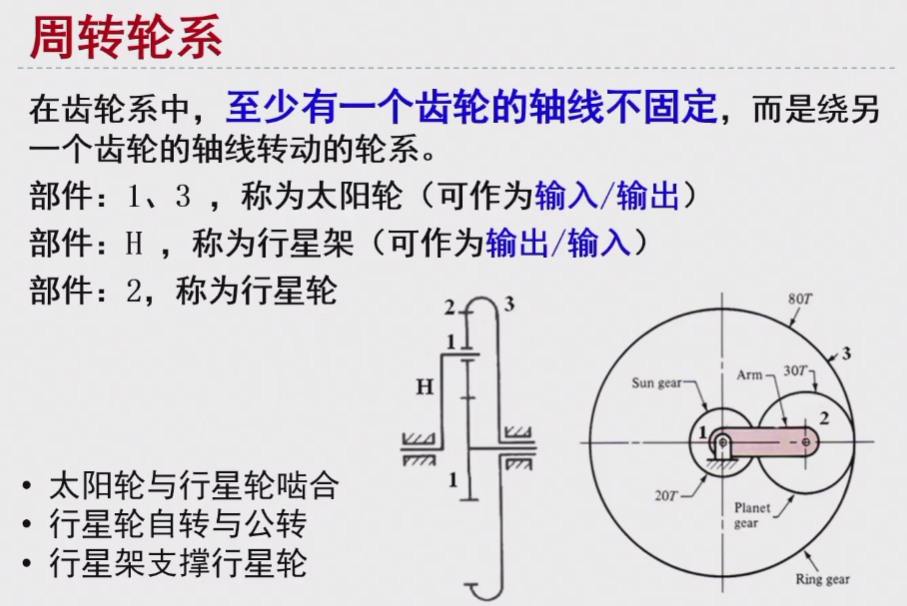 周转轮系
在齿轮系中，至少有一个齿轮的轴线不固定，而是绕另
一个齿轮的轴线转动的轮系。
部件：1、3 ，称为太阳轮（可作为输入/输出）
部件：H ，称为行星架（可作为输出/输入）
部件：2，称为行星轮
2 3
1
H
1
80T
3
Sun gear
Arm 30T
2
1
20T
Planet
gear
Ring gear
• 太阳轮与行星轮啮合
• 行星轮自转与公转
• 行星架支撑行星轮